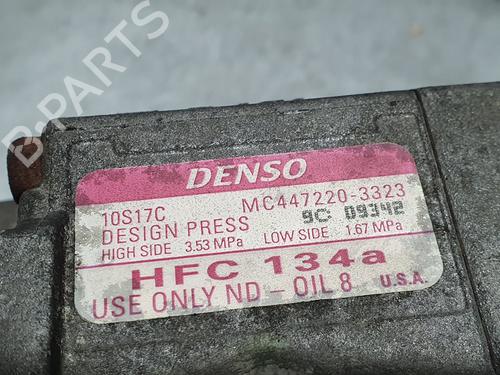 B-PARTS
DENSO
10S17C MC447220-3323
DESIGN PRESS 9C 09342
HIGH SIDE 3.53 MPa LOW SIDE 1.67 MPa
HFC 134a
USE ONLY ND-OIL 8 U.S.A.